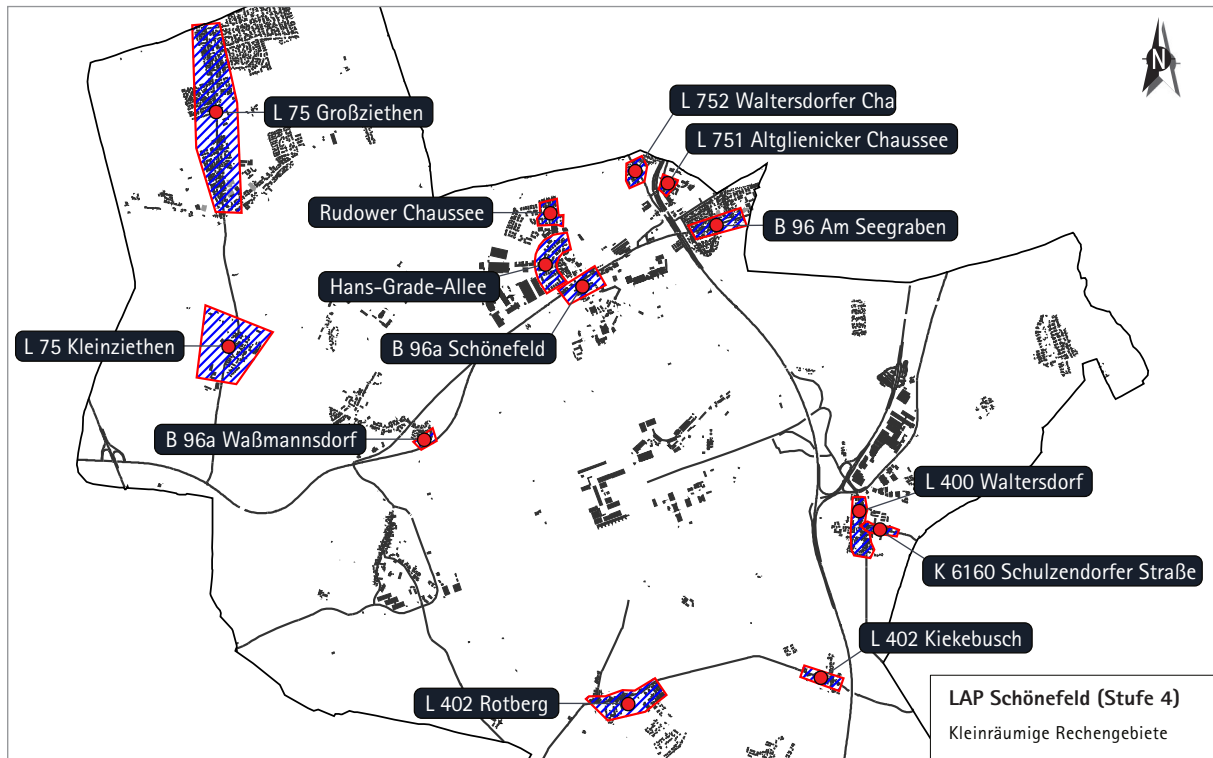 N
L 752 Waltersdorfer Cha
L 75 Großziethen
L 751 Altglienicker Chaussee
Rudower Chaussee
B 96 Am Seegraben
Hans-Grade-Allee
L 75 Kleinziethen
B 96a Schönefeld
B 96a Waßmannsdorf
L 400 Waltersdorf
K 6160 Schulzendorfer Straße
L 402 Kiekebusch
L 402 Rotberg
LAP Schönefeld (Stufe 4)
Kleinräumige Rechengebiete